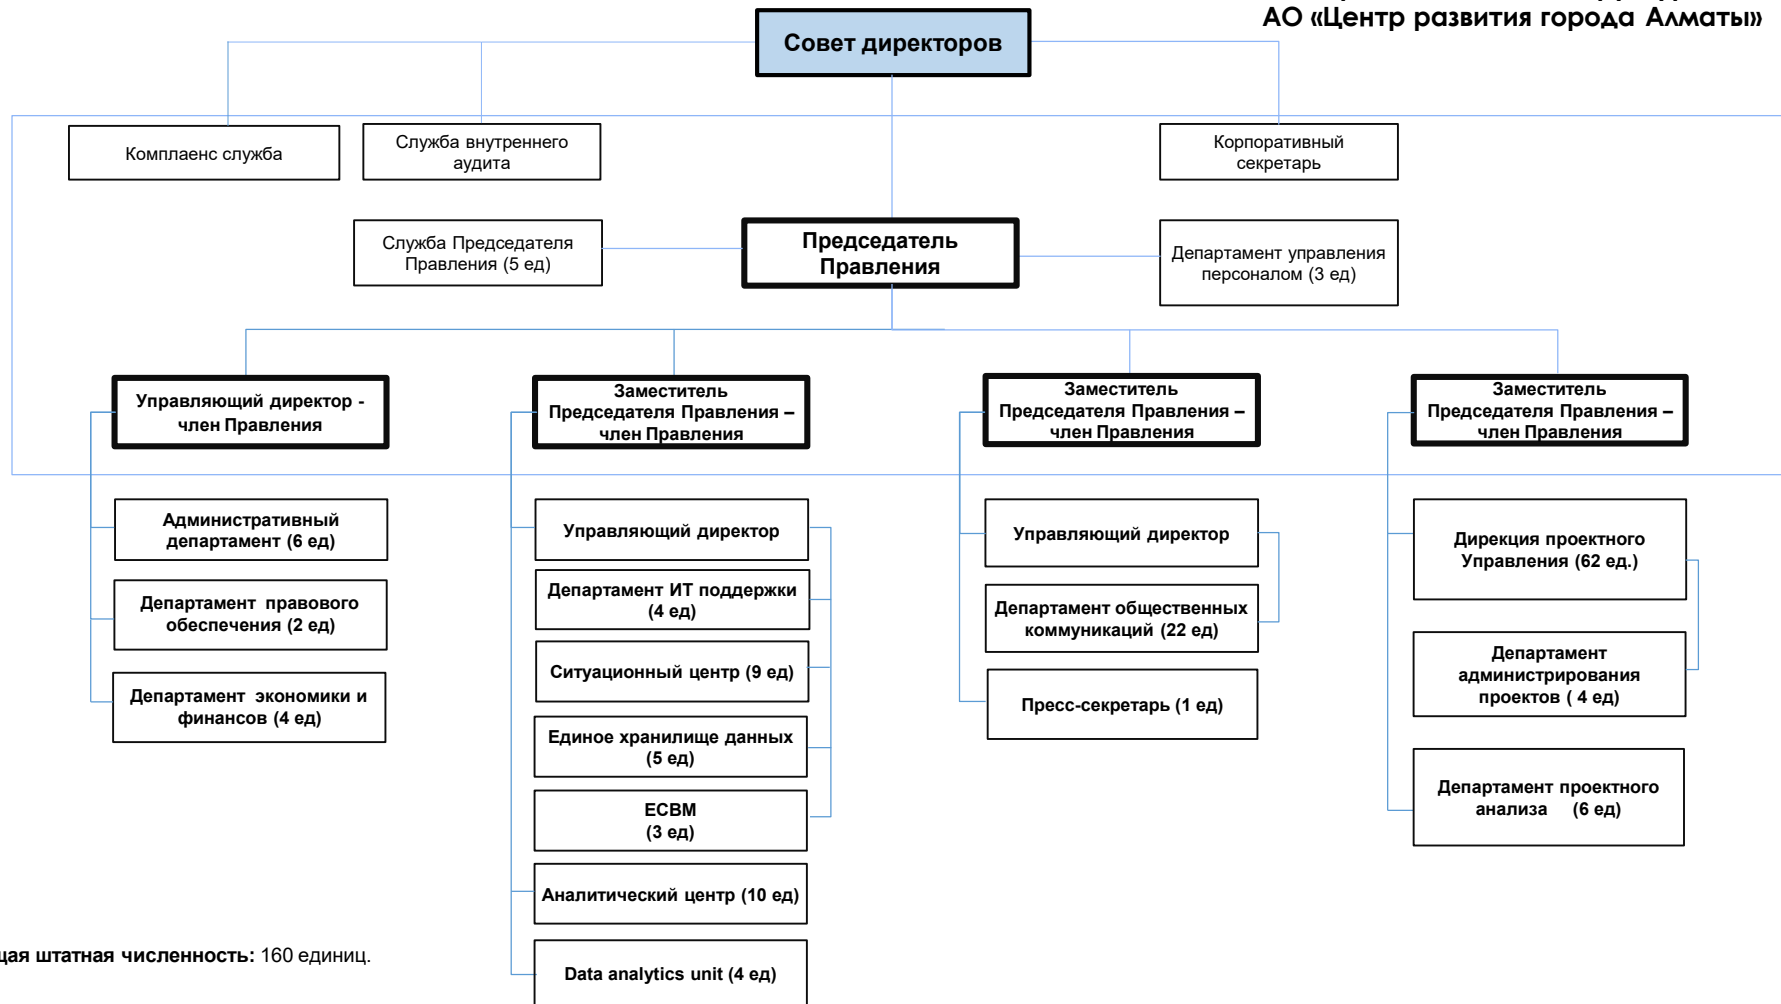 АО «Центр развития города Алматы»
Совет директоров
Комплаенс служба
Служба внутреннего
аудита
Корпоративный
секретарь
Служба Председателя
Правления (5 ед)
Председатель
Правления
Департамент управления
персоналом (3 ед)
Управляющий директор -
член Правления
Заместитель
Председателя Правления –
член Правления
Заместитель
Председателя Правления –
член Правления
Заместитель
Председателя Правления –
член Правления
Административный
департамент (6 ед)
Департамент правового
обеспечения (2 ед)
Департамент экономики и
финансов (4 ед)
Управляющий директор
Департамент ИТ поддержки
(4 ед)
Ситуационный центр (9 ед)
Единое хранилище данных
(5 ед)
ЕСВМ
(3 ед)
Аналитический центр (10 ед)
Data analytics unit (4 ед)
Управляющий директор
Департамент общественных
коммуникаций (22 ед)
Пресс-секретарь (1 ед)
Дирекция проектного
Управления (62 ед.)
Департамент
администрирования
проектов ( 4 ед)
Департамент проектного
анализа (6 ед)
штатная численность: 160 единиц.